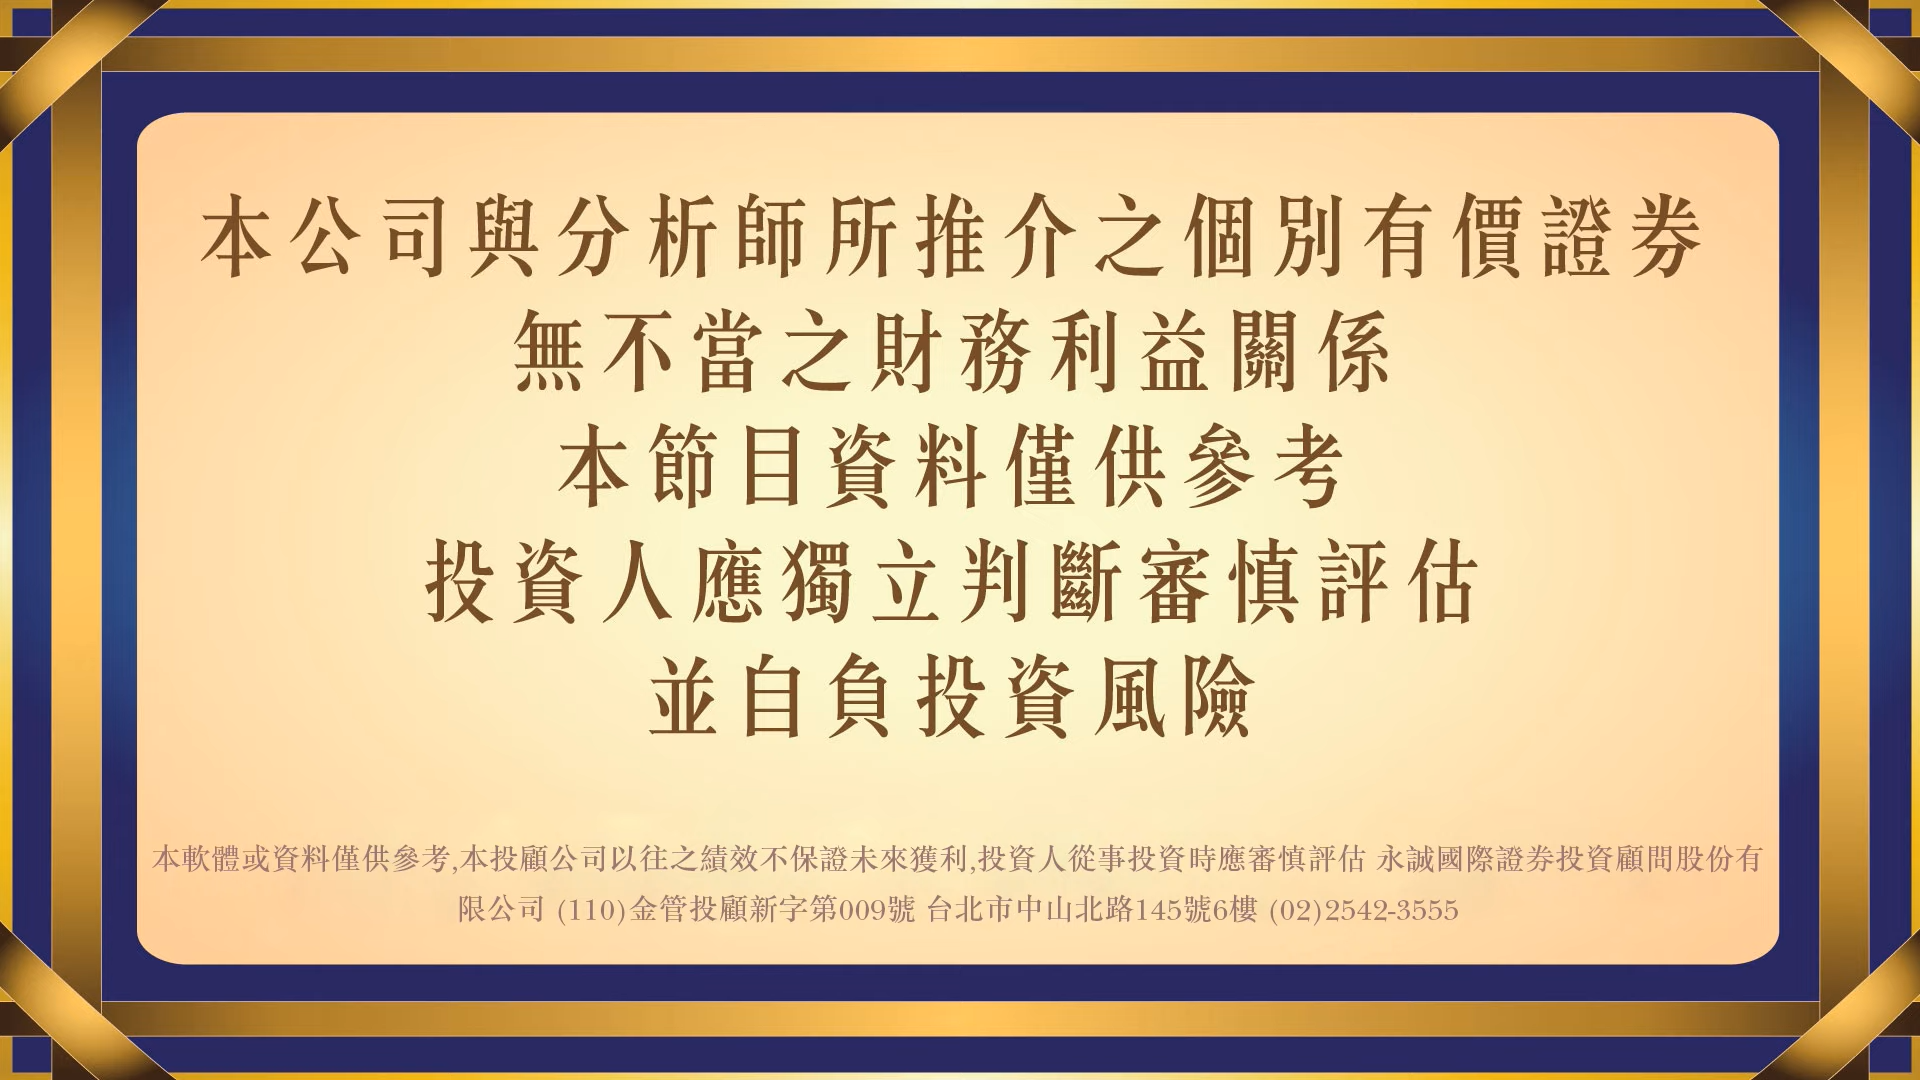 本公司與分析師所推介之個別有價證券
無不當之財務利益關係
本節目資料僅供參考
投資人應獨立判斷審慎評估
並自負投資風險
本軟體或資料僅供參考,本投顧公司以往之績效不保證未來獲利,投資人從事投資時應審慎評估 永誠國際證券投資顧問股份有
限公司 (110)金管投顧新字第009號 台北市中山北路145號6樓 (02)2542-3555